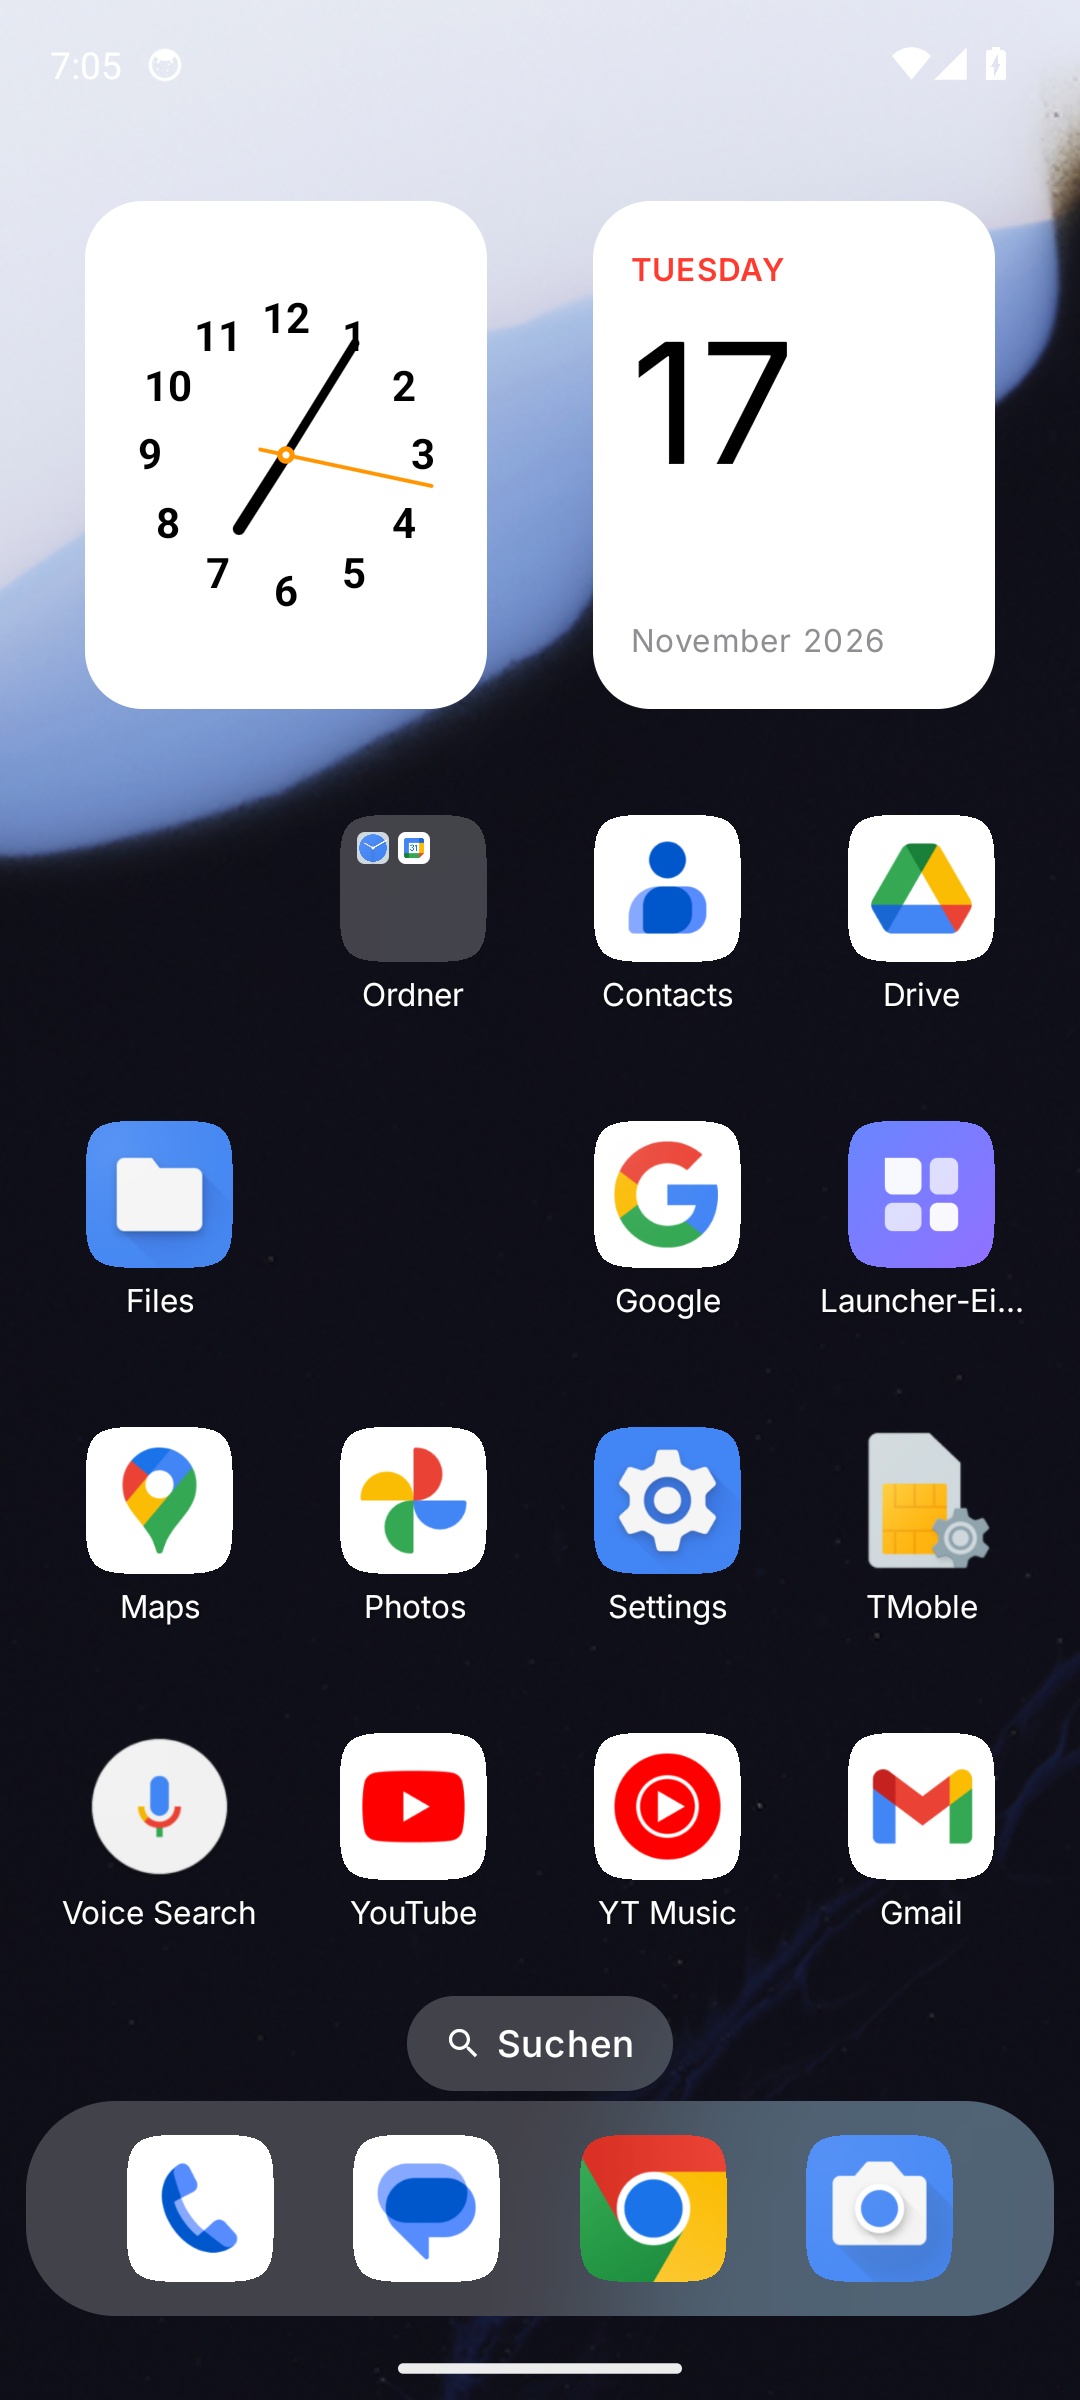 7:05
12
11
1
10
2
9
3
8
4
7
5
6
TUESDAY
17
November 2026
31
Ordner
Contacts
Drive
Files
Google
Launcher-Ei...
Maps
Photos
Settings
TMoble
Voice Search
YouTube
YT Music
Gmail
Suchen